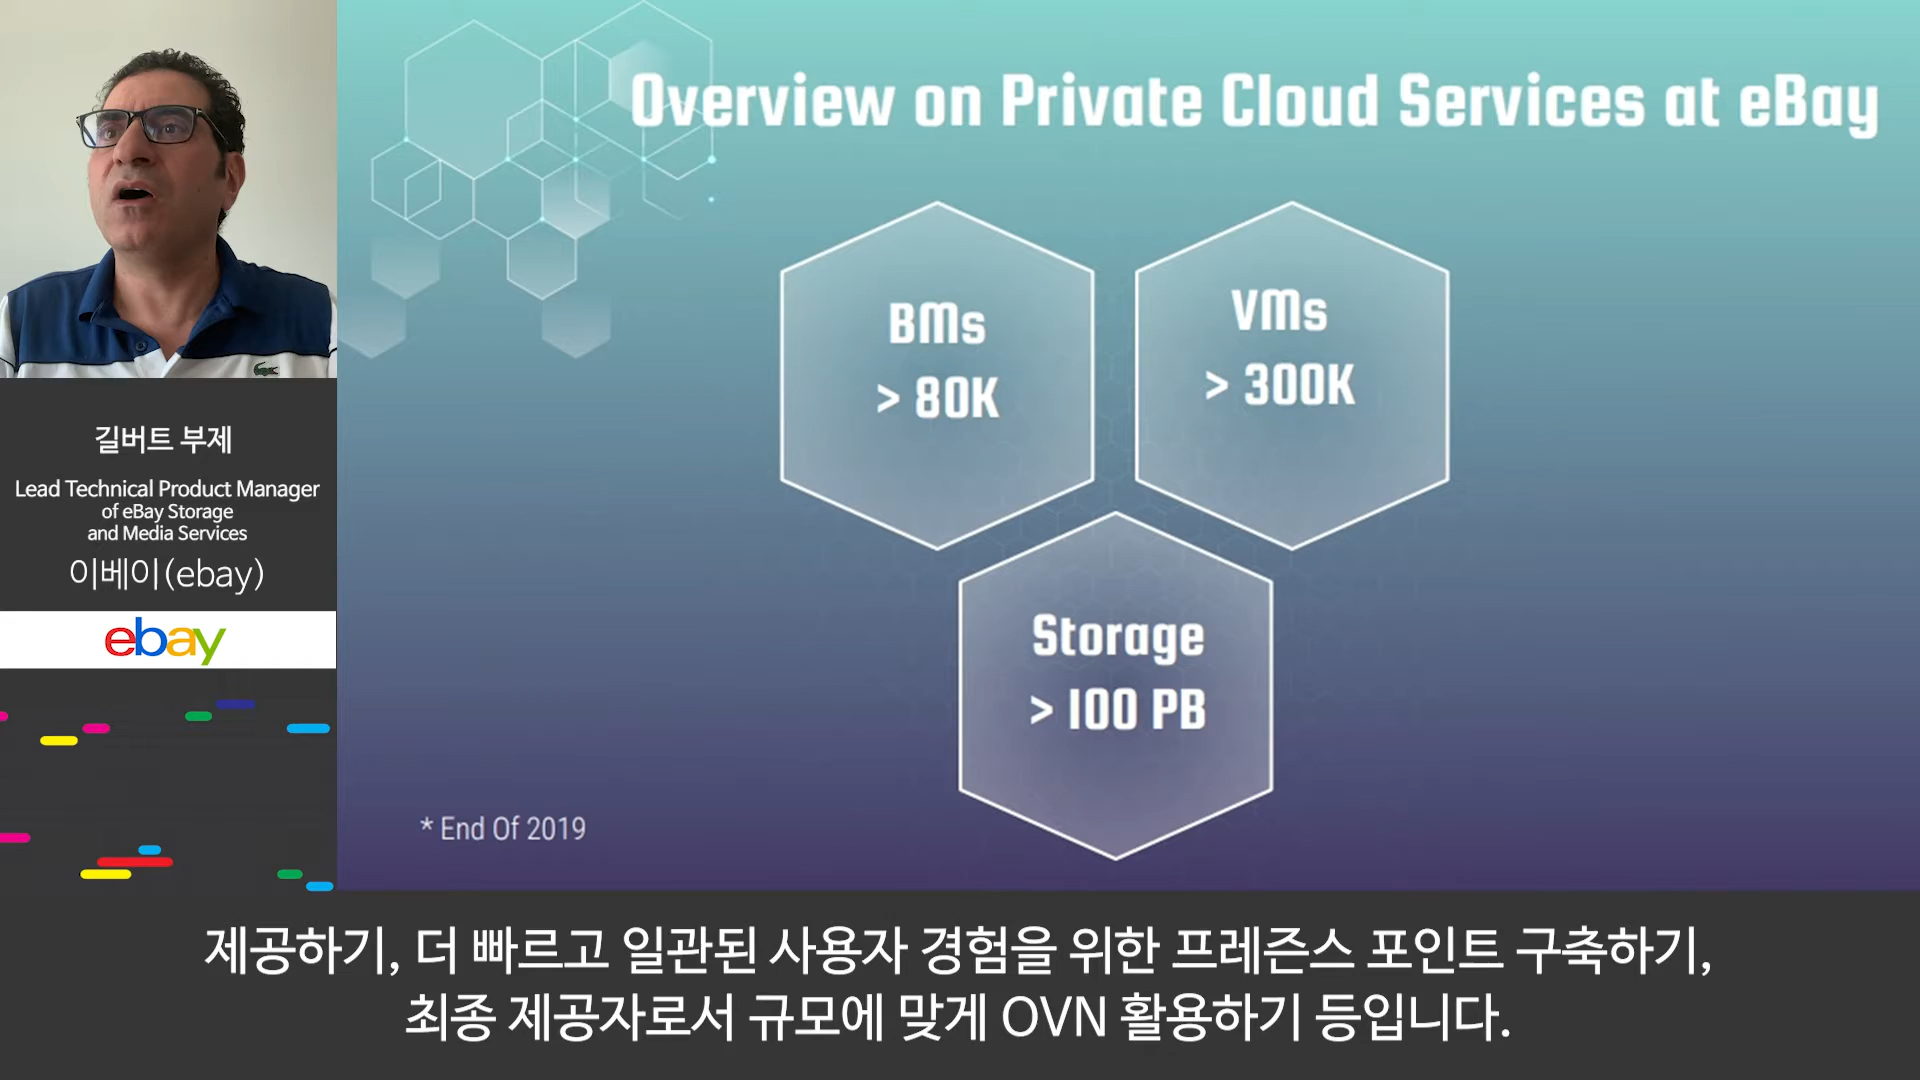 Overview on Private Cloud Services at eBay
BMs
> 80K
VMs
> 300K
Storage
> 100 PB
* End Of 2019
길버트 부제
Lead Technical Product Manager
of eBay Storage
and Media Services
이베이(ebay)
ebay
제공하기, 더 빠르고 일관된 사용자 경험을 위한 프레즌스 포인트 구축하기,
최종 제공자로서 규모에 맞게 OVN 활용하기 등입니다.